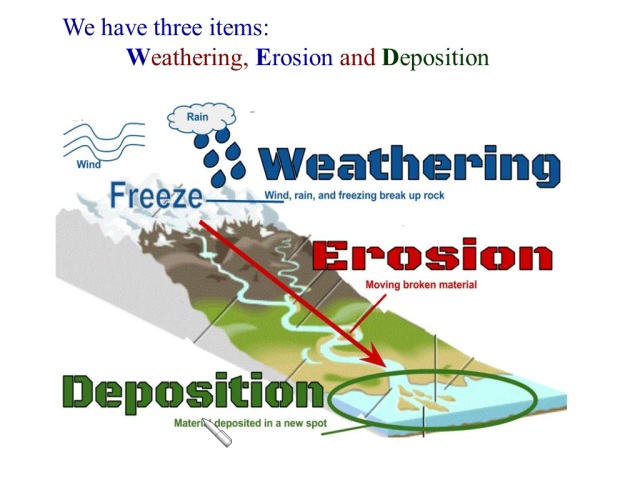 We have three items:
Weathering, Erosion and Deposition
Rain
Wind
Weathering
Freeze
Wind, rain, and freezing break up rock
Erosion
Moving broken material
Deposition
Material deposited in a new spot